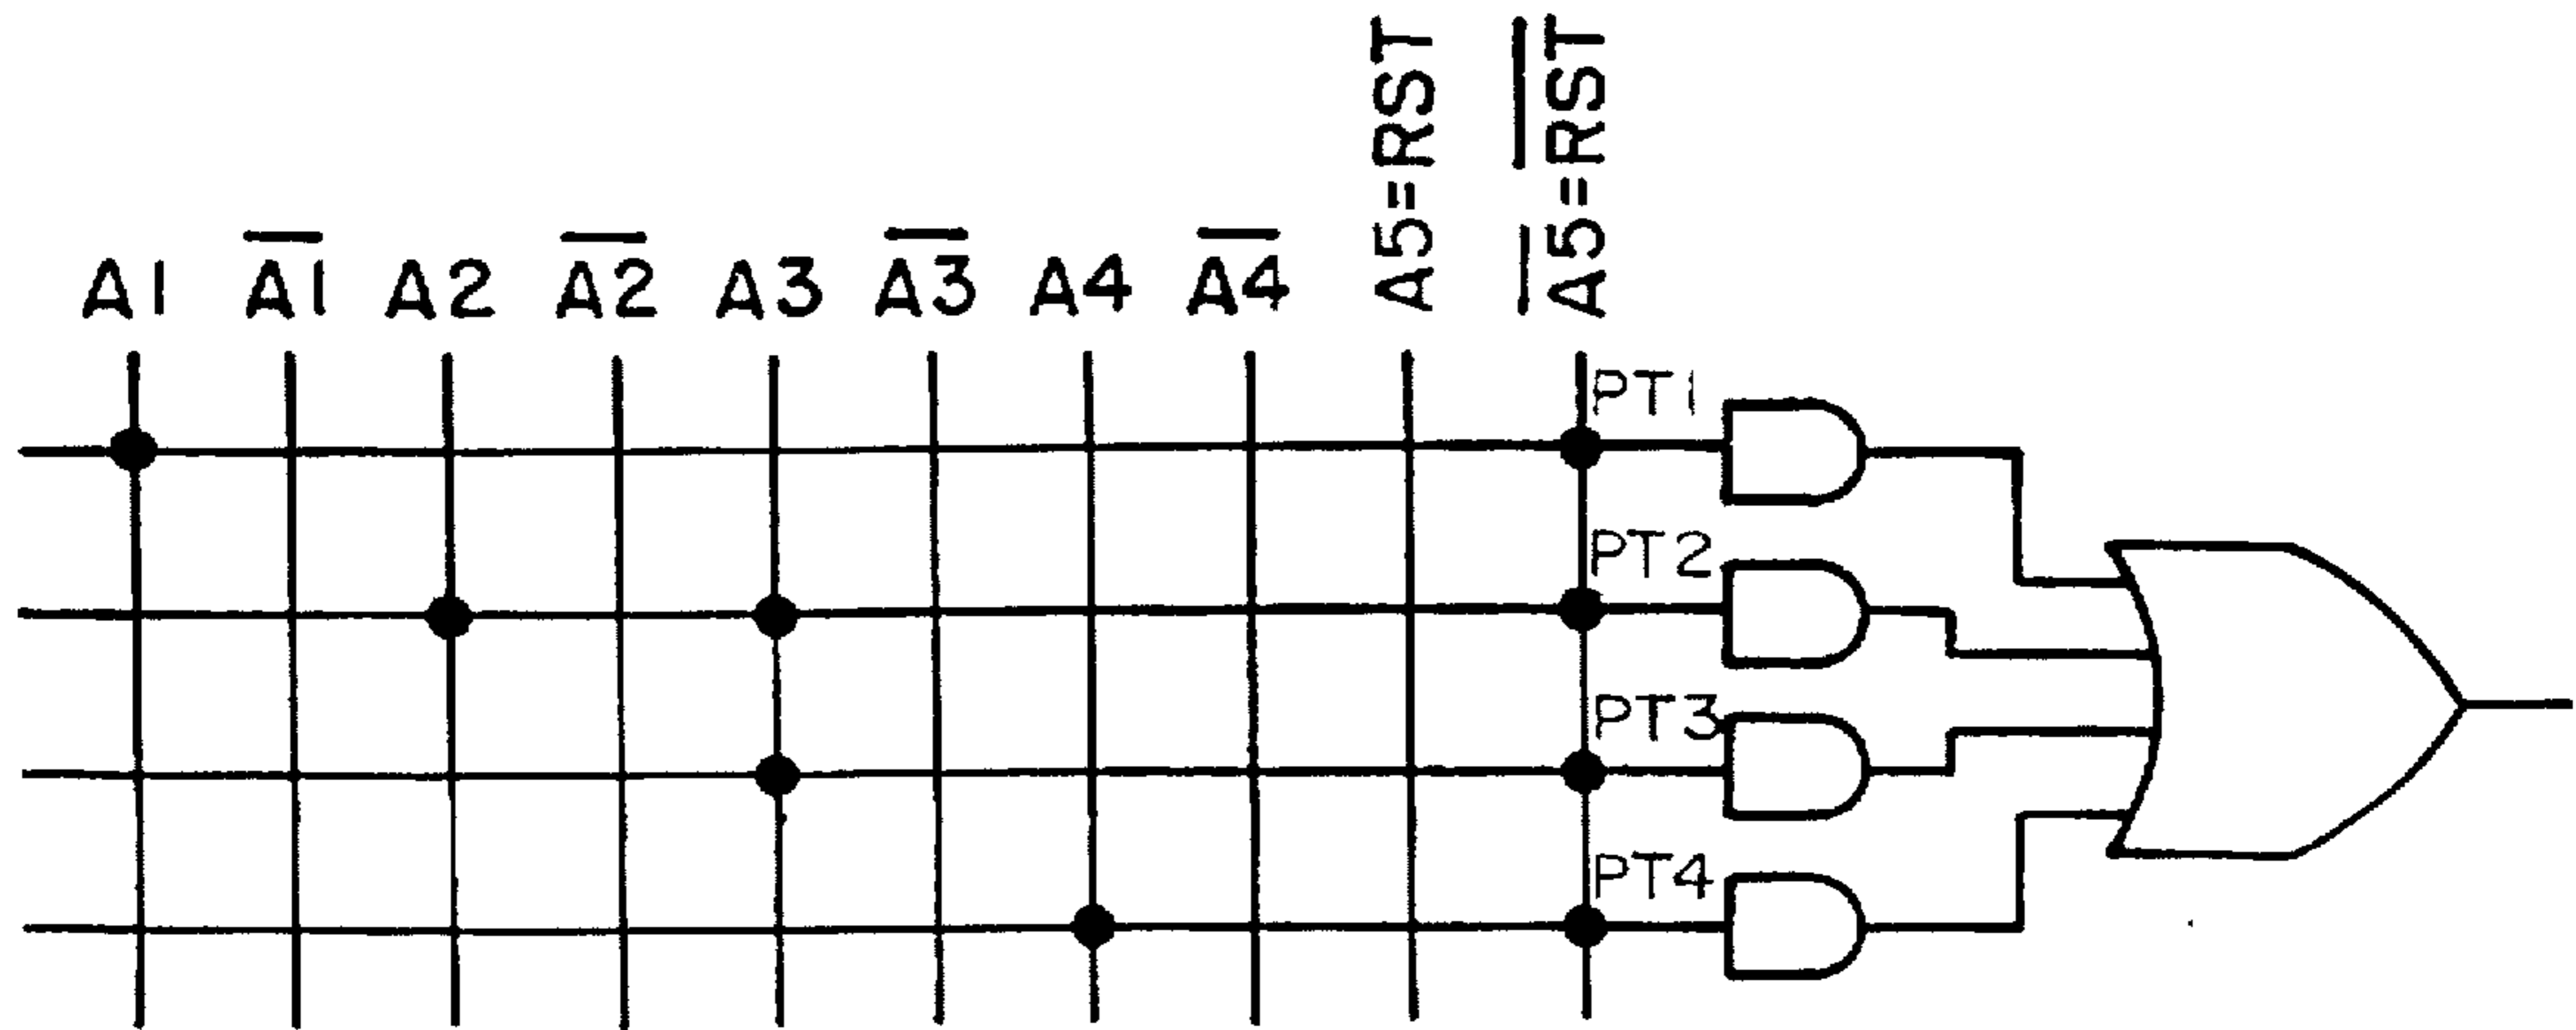 A1 A̅1̅ A2 A̅2̅ A3 A̅3̅ A4 A̅4̅ A5=RST A̅5̅=R̅S̅T̅
PT1
PT2
PT3
PT4